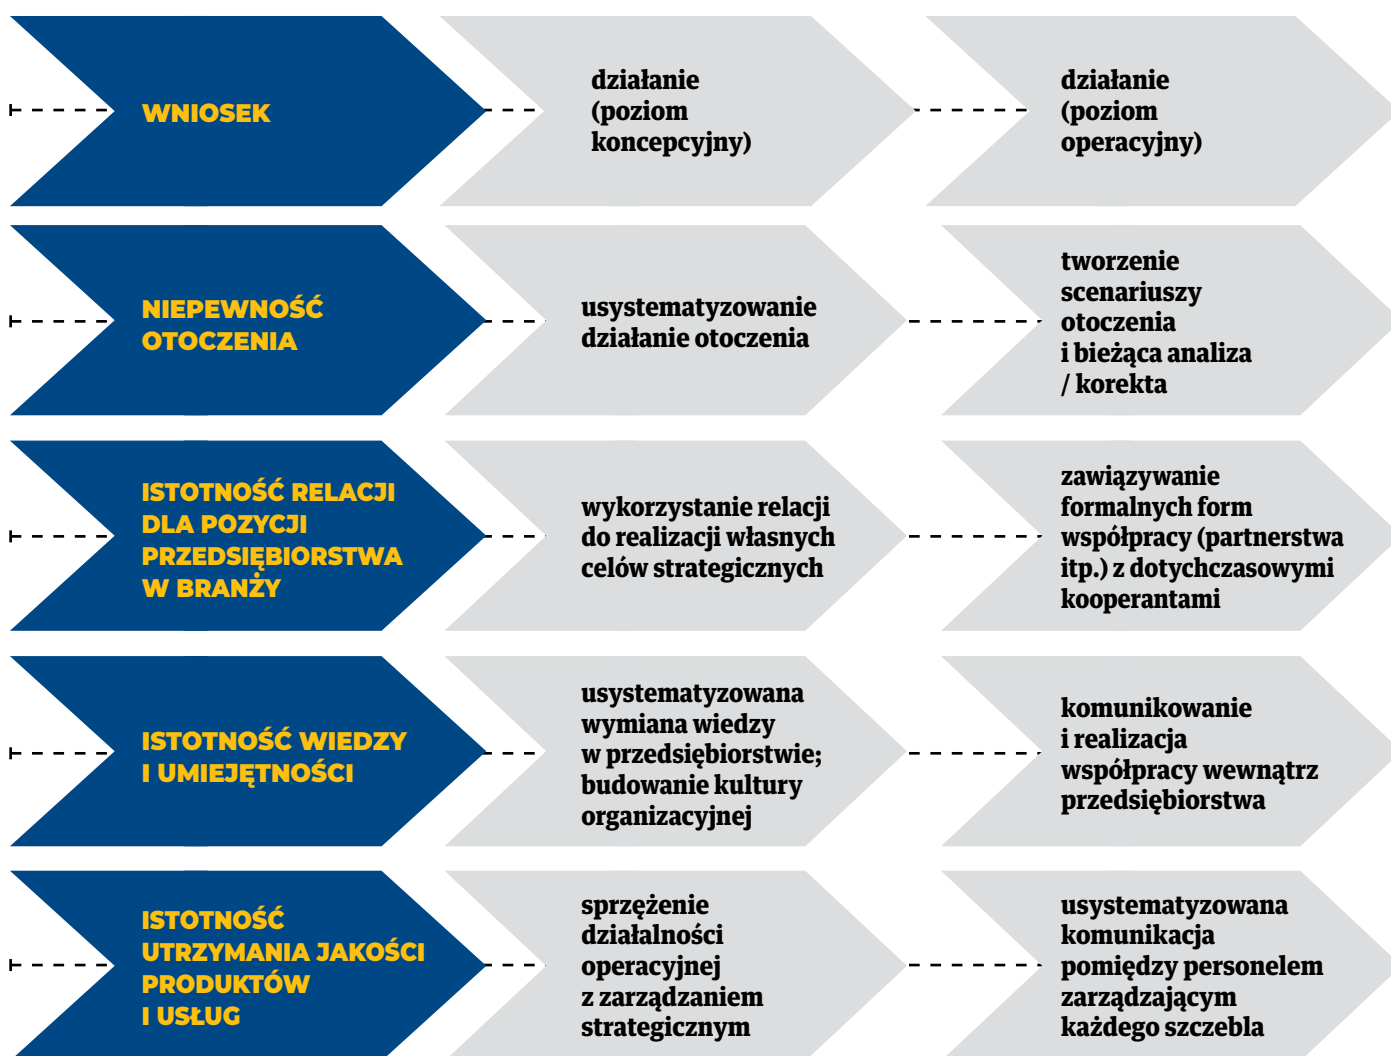 WNIOSEK
działanie
(poziom
koncepcyjny)
działanie
(poziom
operacyjny)
NIEPEWNOŚĆ
OTOCZENIA
usystematyzowanie
działanie otoczenia
tworzenie
scenariuszy
otoczenia
i bieżąca analiza
/ korekta
ISTOTNOŚĆ RELACJI
DLA POZYCJI
PRZEDSIĘBIORSTWA
W BRANŻY
wykorzystanie relacji
do realizacji własnych
celów strategicznych
zawiązywanie
formalnych form
współpracy (partnerstwa
itp.) z dotychczasowymi
kooperantami
ISTOTNOŚĆ WIEDZY
I UMIEJĘTNOŚCI
usystematyzowana
wymiana wiedzy
w przedsiębiorstwie;
budowanie kultury
organizacyjnej
komunikowanie
i realizacja
współpracy wewnątrz
przedsiębiorstwa
ISTOTNOŚĆ
UTRZYMANIA JAKOŚCI
PRODUKTÓW
I USŁUG
sprzężenie
działalności
operacyjnej
z zarządzaniem
strategicznym
usystematyzowana
komunikacja
pomiędzy personelem
zarządzającym
każdego szczebla